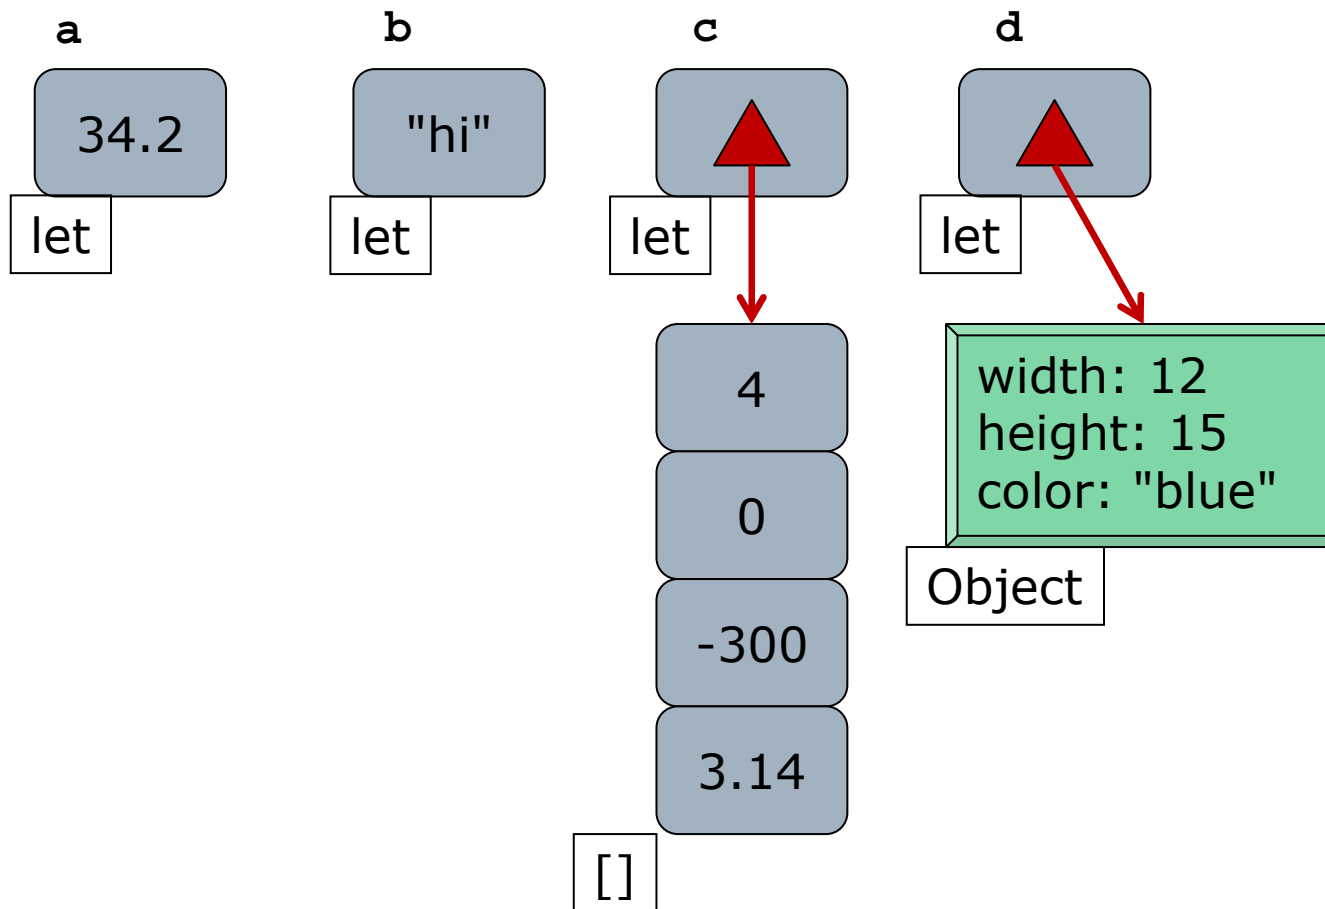 a b c d
34.2 "hi"
let let let let
4
0
-300
3.14
[]
width: 12
height: 15
color: "blue"
Object